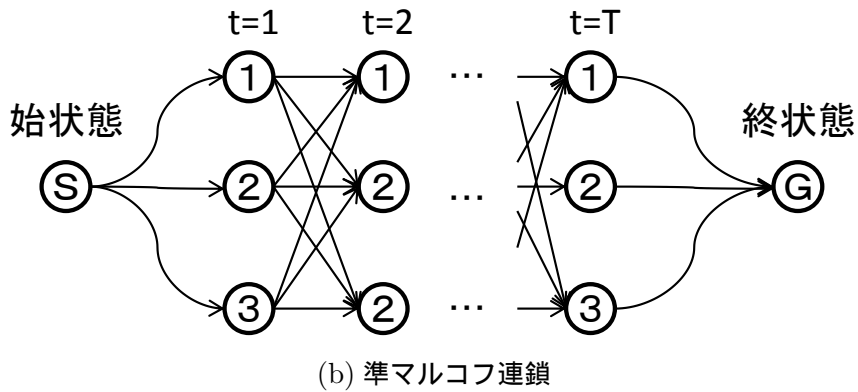 t=1 t=2 t=T
1 1 … 1
始状態 終状態
S 2 2 … 2 G
3 2 … 3
(b) 準マルコフ連鎖